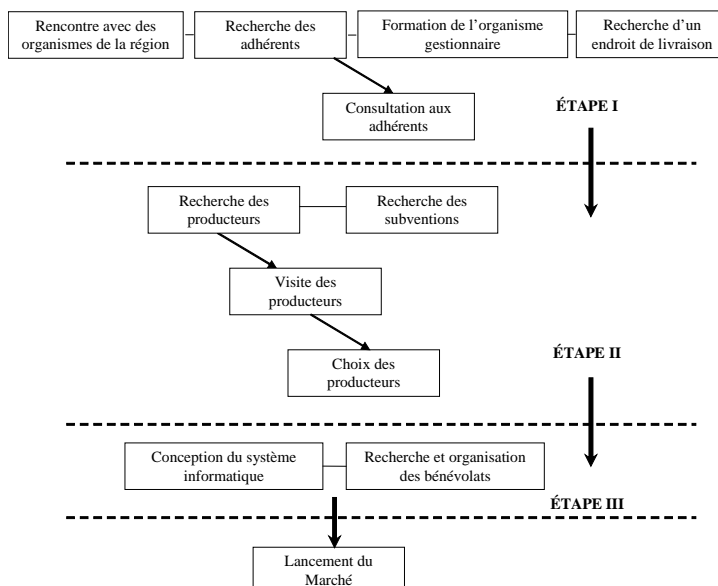 Rencontre avec des
organismes de la région
Recherche des
adhérents
Formation de l'organisme
gestionnaire
Recherche d'un
endroit de livraison
Consultation aux
adhérents
ÉTAPE I
Recherche des
producteurs
Recherche des
subventions
Visite des
producteurs
Choix des
producteurs
ÉTAPE II
Conception du système
informatique
Recherche et organisation
des bénévolats
ÉTAPE III
Lancement du
Marché